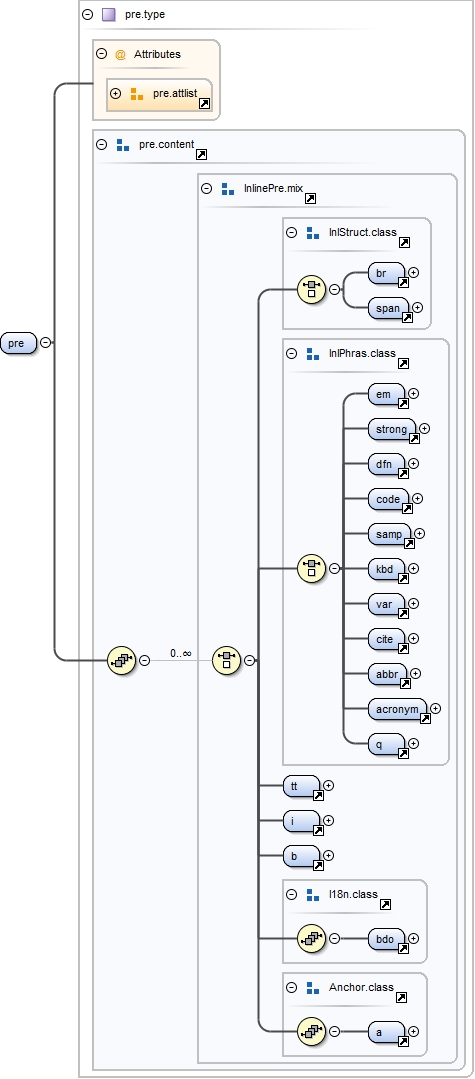 pre.type
@ Attributes
pre.attlist
pre.content
InlinePre.mix
InlStruct.class
br
span
pre
InlPhras.class
em
strong
dfn
code
samp
kbd
var
cite
0..∞
abbr
acronym
q
tt
i
b
I18n.class
bdo
Anchor.class
a